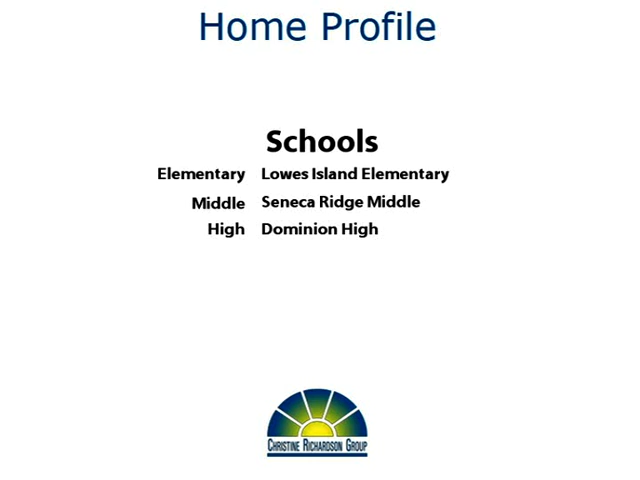 Home Profile
Schools
Elementary Lowes Island Elementary
Middle Seneca Ridge Middle
High Dominion High
Christine Richardson Group